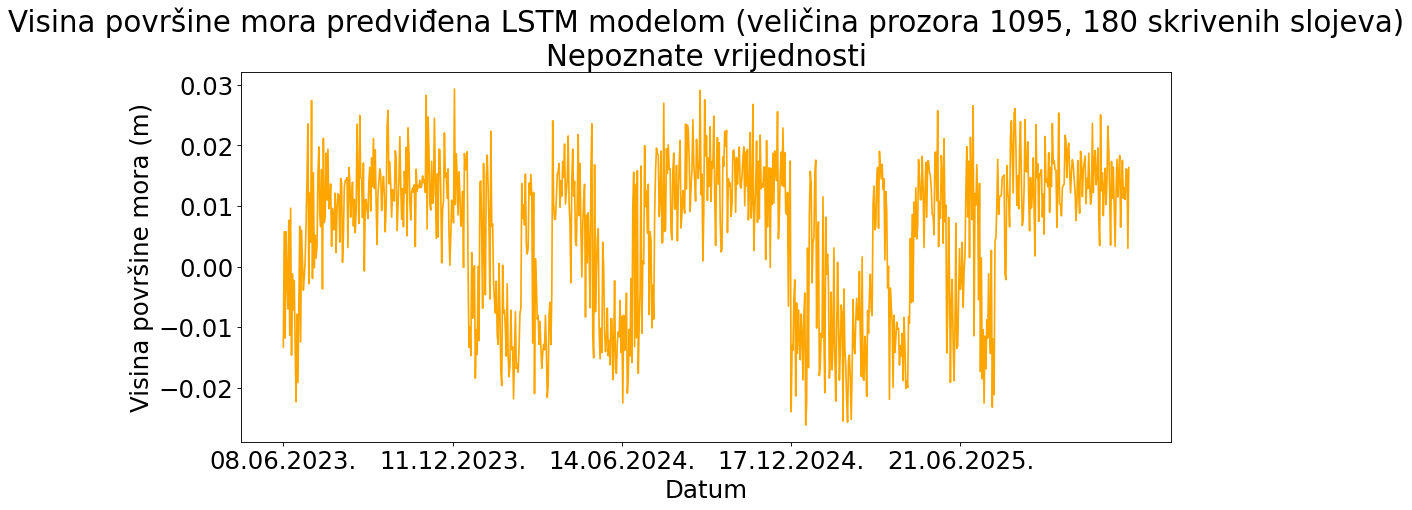 Visina površine mora predviđena LSTM modelom (veličina prozora 1095, 180 skrivenih slojeva)
Nepoznate vrijednosti
Visina površine mora (m)
0.03
0.02
0.01
0.00
−0.01
−0.02
08.06.2023. 11.12.2023. 14.06.2024. 17.12.2024. 21.06.2025.
Datum